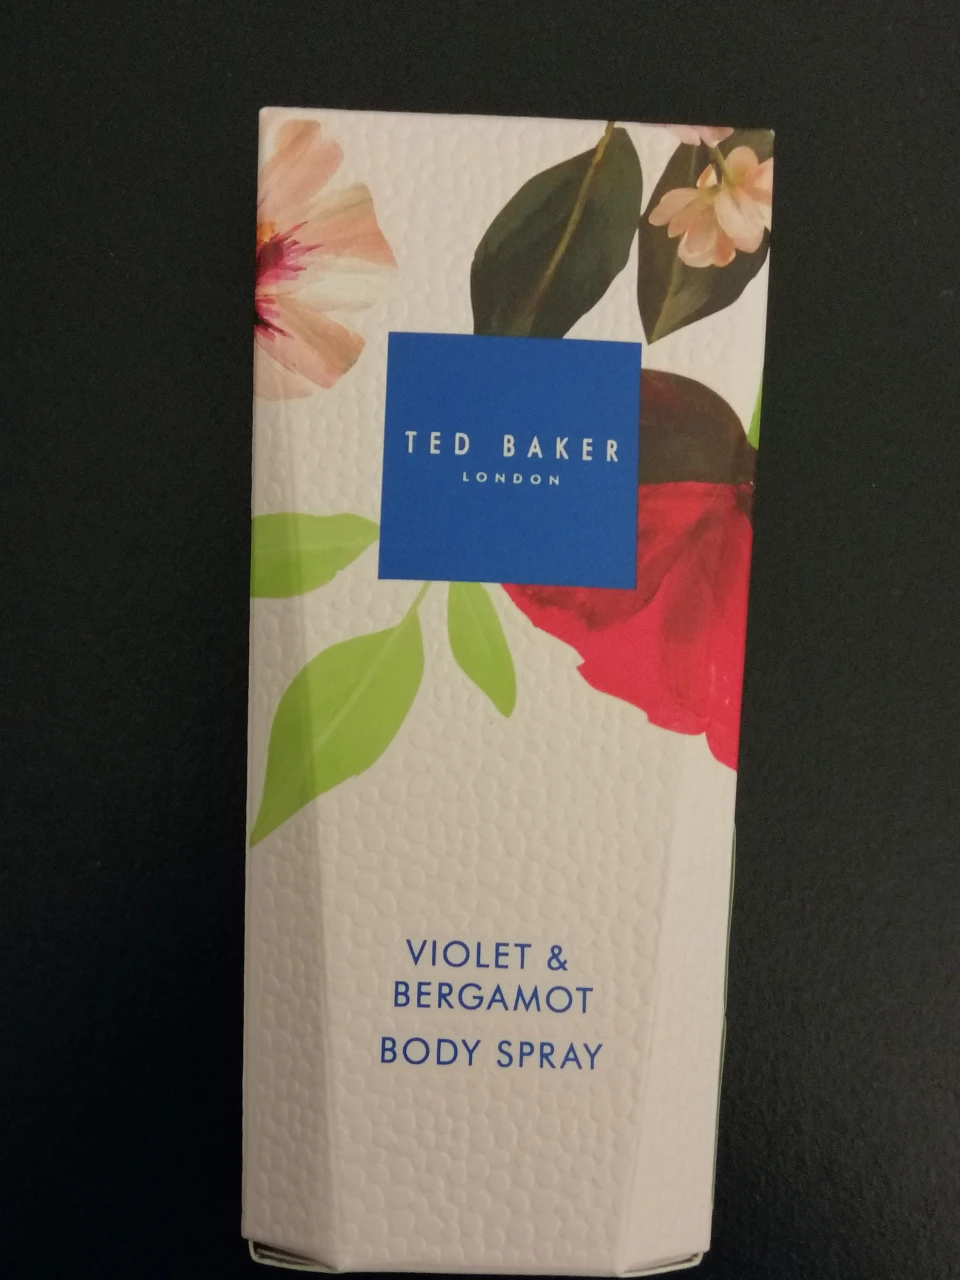 TED BAKER
LONDON
VIOLET &
BERGAMOT
BODY SPRAY